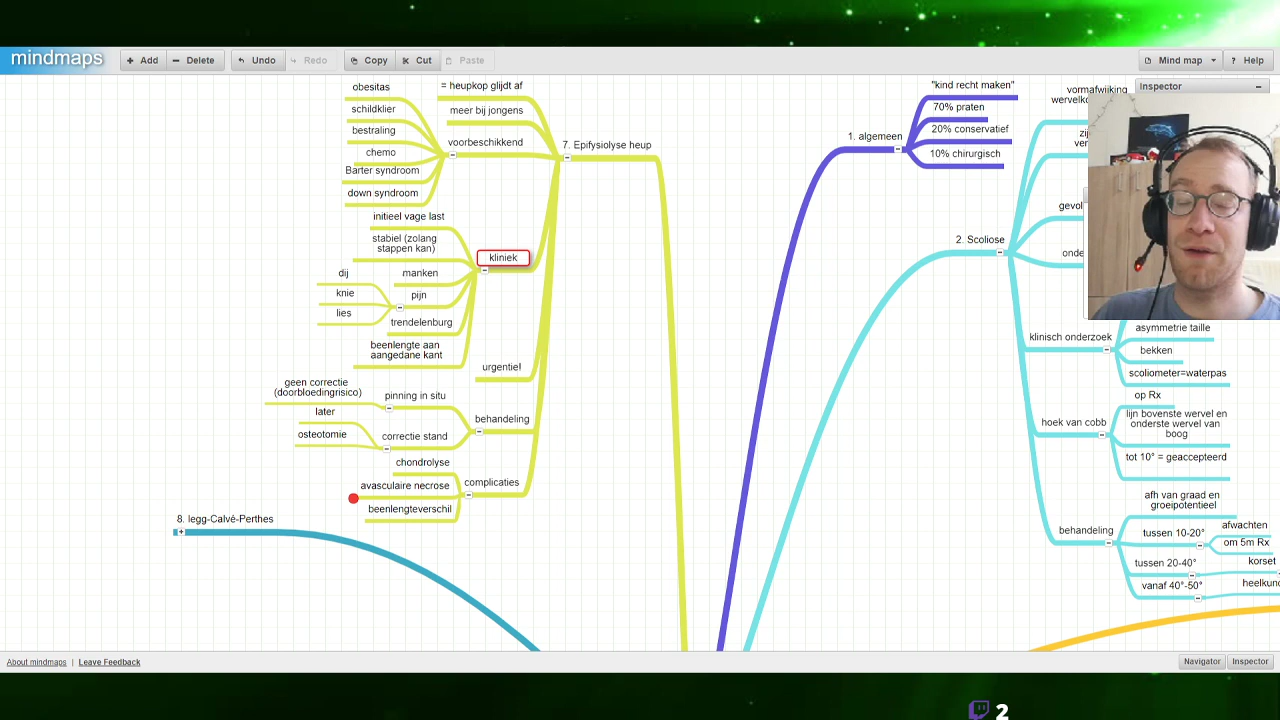 mindmaps
Add
Delete
Undo
Redo
Copy
Cut
Paste
Mind map
? Help
Inspector
obesitas
schildklier
bestraling
chemo
Barter syndroom
down syndroom
= heupkop glijdt af
meer bij jongens
voorbeschikkend
7. Epifysiolyse heup
initieel vage last
stabiel (zolang
stappen kan)
manken
dij
knie
lies
pijn
trendelenburg
beenlengte aan
aangedane kant
kliniek
urgentie!
geen correctie
(doorbloedingrisico)
pinning in situ
later
osteotomie
correctie stand
behandeling
chondrolyse
avasculaire necrose
beenlengteverschil
complicaties
8. legg-Calvé-Perthes
1. algemeen
"kind recht maken"
70% praten
20% conservatief
10% chirurgisch
2. Scoliose
vormafwijking
klinisch onderzoek
asymmetrie taille
bekken
scoliometer=waterpas
hoek van cobb
op Rx
lijn bovenste wervel en
onderste wervel van
boog
tot 10° = geaccepteerd
behandeling
afh van graad en
groeipotentieel
tussen 10-20°
afwachten
om 5m Rx
tussen 20-40°
korset
vanaf 40°-50°
About mindmaps | Leave Feedback
Navigator
Inspector
2